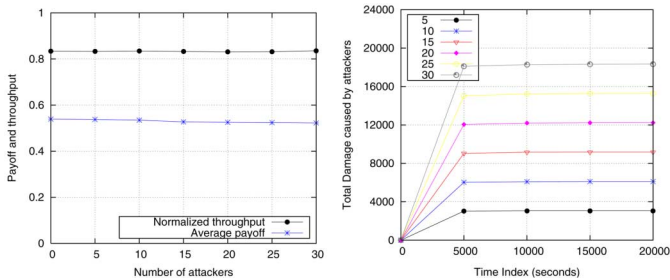 1
0.8
0.6
0.4
0.2
0
0 5 10 15 20 25 30
Payoff and throughput
Normalized throughput
Average payoff
Number of attackers
24000
20000
16000
12000
8000
4000
0
0 5000 10000 15000 20000
Total Damage caused by attackers
5
10
15
20
25
30
Time Index (seconds)